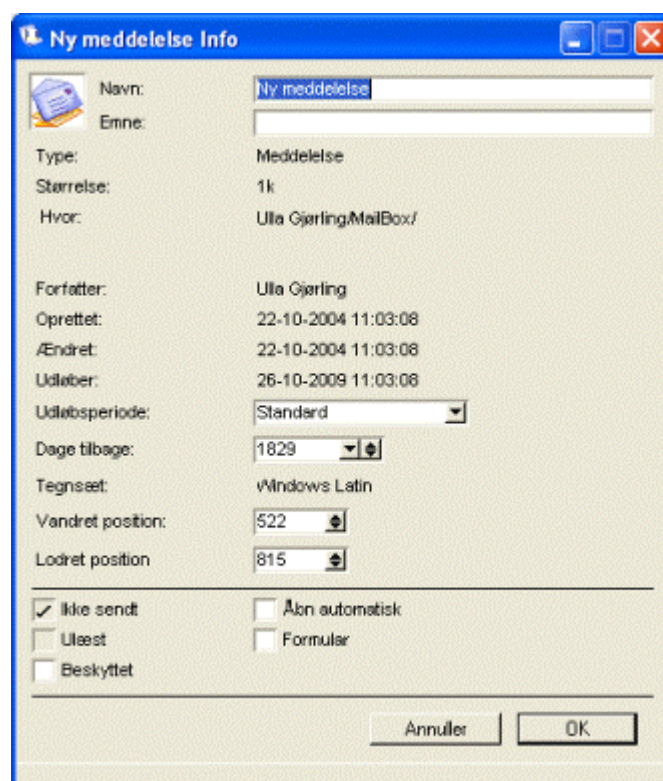 Ny meddelelse Info
Navn: Ny meddelelse
Emne:
Type: Meddelelse
Størrelse: 1k
Hvor: Ulla Gjørling/MailBox/
Forfatter: Ulla Gjørling
Oprettet: 22-10-2004 11:03:08
Ændret: 22-10-2004 11:03:08
Udløber: 26-10-2009 11:03:08
Udløbsperiode: Standard
Dage tilbage: 1829
Tegnsæt: Windows Latin
Vandret position: 522
Lodret position 815
Ikke sendt Åbn automatisk
Ulæst Formular
Beskyttet
Annuller OK